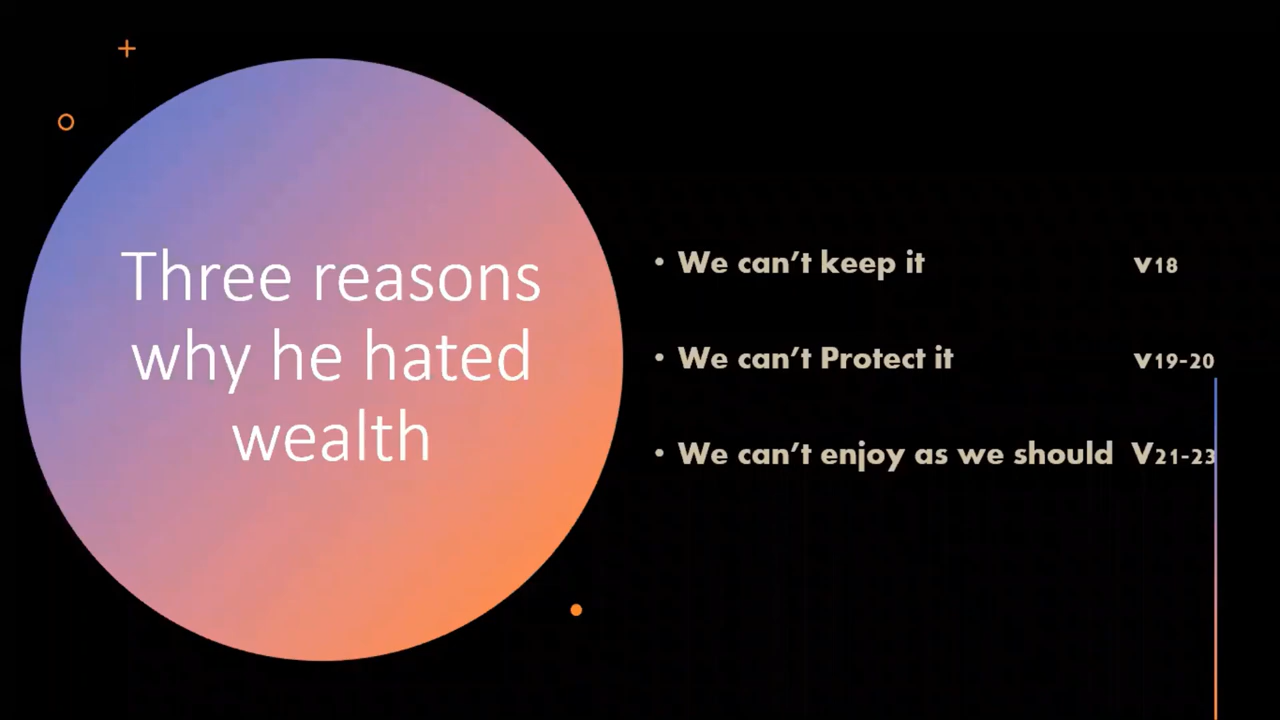 Three reasons
why he hated
wealth
• We can't keep it v18
• We can't Protect it v19-20
• We can't enjoy as we should V21-23